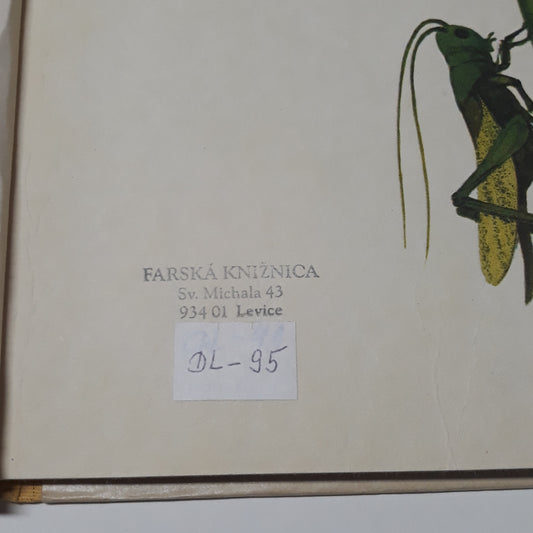 FARSKÁ KNIŽNICA
Sv. Michala 43
934 01 Levice
DL-95